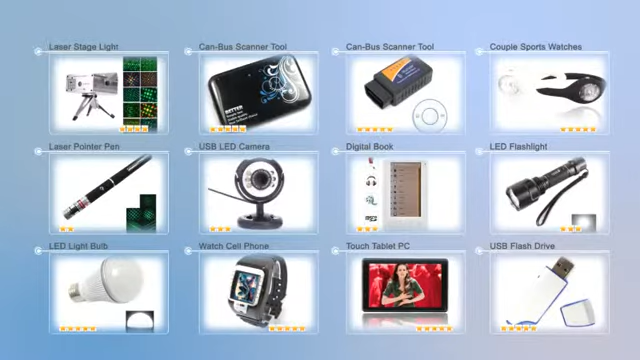 Laser Stage Light
Can-Bus Scanner Tool
Can-Bus Scanner Tool
Couple Sports Watches
Laser Pointer Pen
USB LED Camera
Digital Book
LED Flashlight
LED Light Bulb
Watch Cell Phone
Touch Tablet PC
USB Flash Drive